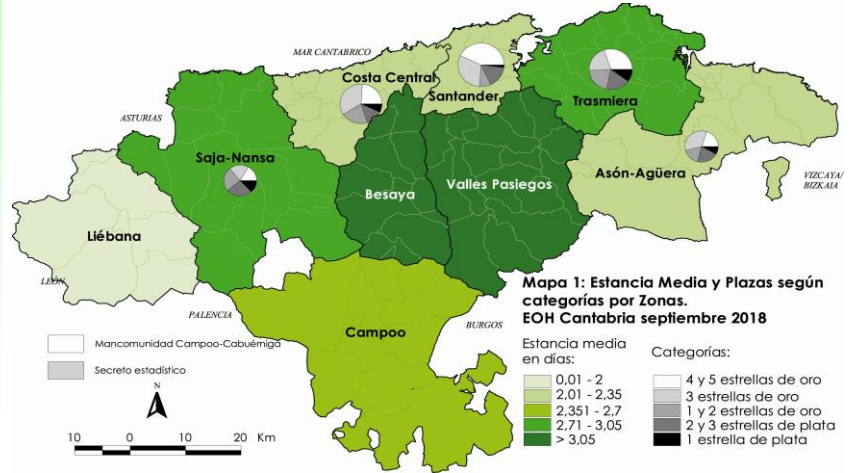 MAR CANTABRICO
Costa Central
Santander
Trasmiera
ASTURIAS
Saja-Nansa
Besaya
Valles Pasiegos
Asón-Agüera
VIZCAYA/
BIZKAIA
Liébana
LEÓN
PALENCIA
Campoo
BURGOS
Mapa 1: Estancia Media y Plazas según
categorías por Zonas.
EOH Cantabria septiembre 2018
Mancomunidad Campoo-Cabuérniga
Secreto estadístico
N
10 0 10 20 Km
Estancia media
en días:
0,01 - 2
2,01 - 2,35
2,351 - 2,7
2,71 - 3,05
> 3,05
Categorías:
4 y 5 estrellas de oro
3 estrellas de oro
1 y 2 estrellas de oro
2 y 3 estrellas de plata
1 estrella de plata